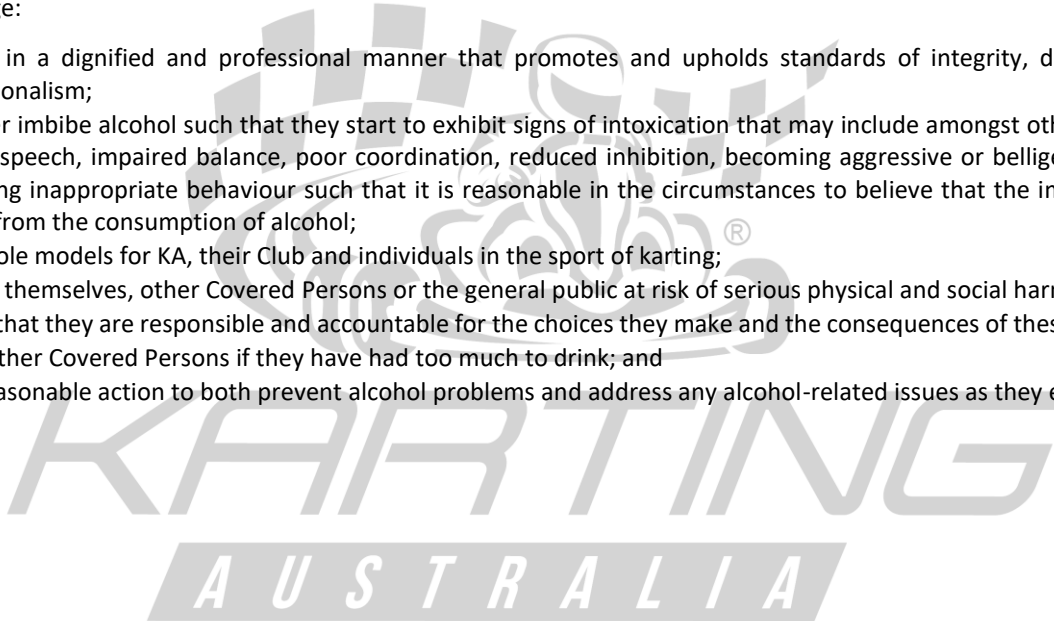 ge:
in a dignified and professional manner that promotes and upholds standards of integrity, d
onalism;
r imbibe alcohol such that they start to exhibit signs of intoxication that may include amongst oth
speech, impaired balance, poor coordination, reduced inhibition, becoming aggressive or bellige
ng inappropriate behaviour such that it is reasonable in the circumstances to believe that the in
from the consumption of alcohol;
ole models for KA, their Club and individuals in the sport of karting;
themselves, other Covered Persons or the general public at risk of serious physical and social harr
that they are responsible and accountable for the choices they make and the consequences of thes
ther Covered Persons if they have had too much to drink; and
asonable action to both prevent alcohol problems and address any alcohol-related issues as they e
®
KARTING
AUSTRALIA